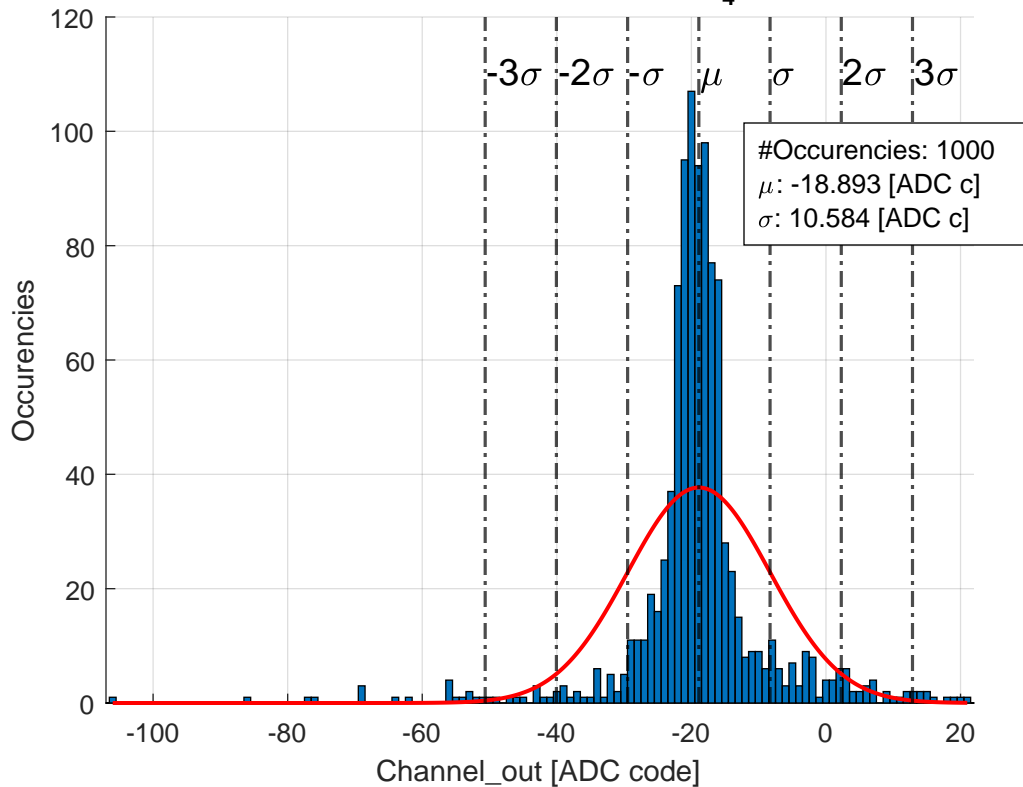 4
120
-3σ
-2σ
-σ
μ
σ
2σ
3σ
100
#Occurencies: 1000
μ: -18.893 [ADC c]
σ: 10.584 [ADC c]
80
60
40
20
0
Occurencies
-100
-80
-60
-40
-20
0
20
Channel_out [ADC code]